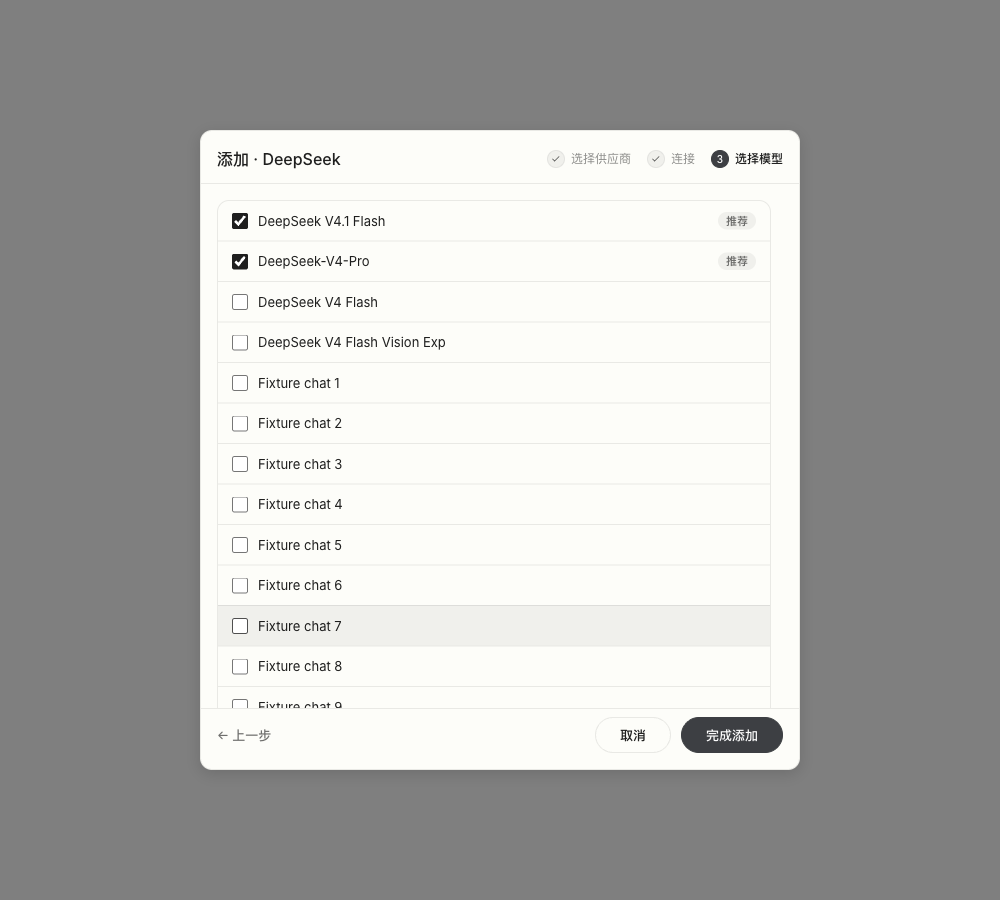 添加 · DeepSeek
选择供应商
连接
3 选择模型
DeepSeek V4.1 Flash 推荐
DeepSeek-V4-Pro 推荐
DeepSeek V4 Flash
DeepSeek V4 Flash Vision Exp
Fixture chat 1
Fixture chat 2
Fixture chat 3
Fixture chat 4
Fixture chat 5
Fixture chat 6
Fixture chat 7
Fixture chat 8
Fixture chat 9
← 上一步
取消
完成添加